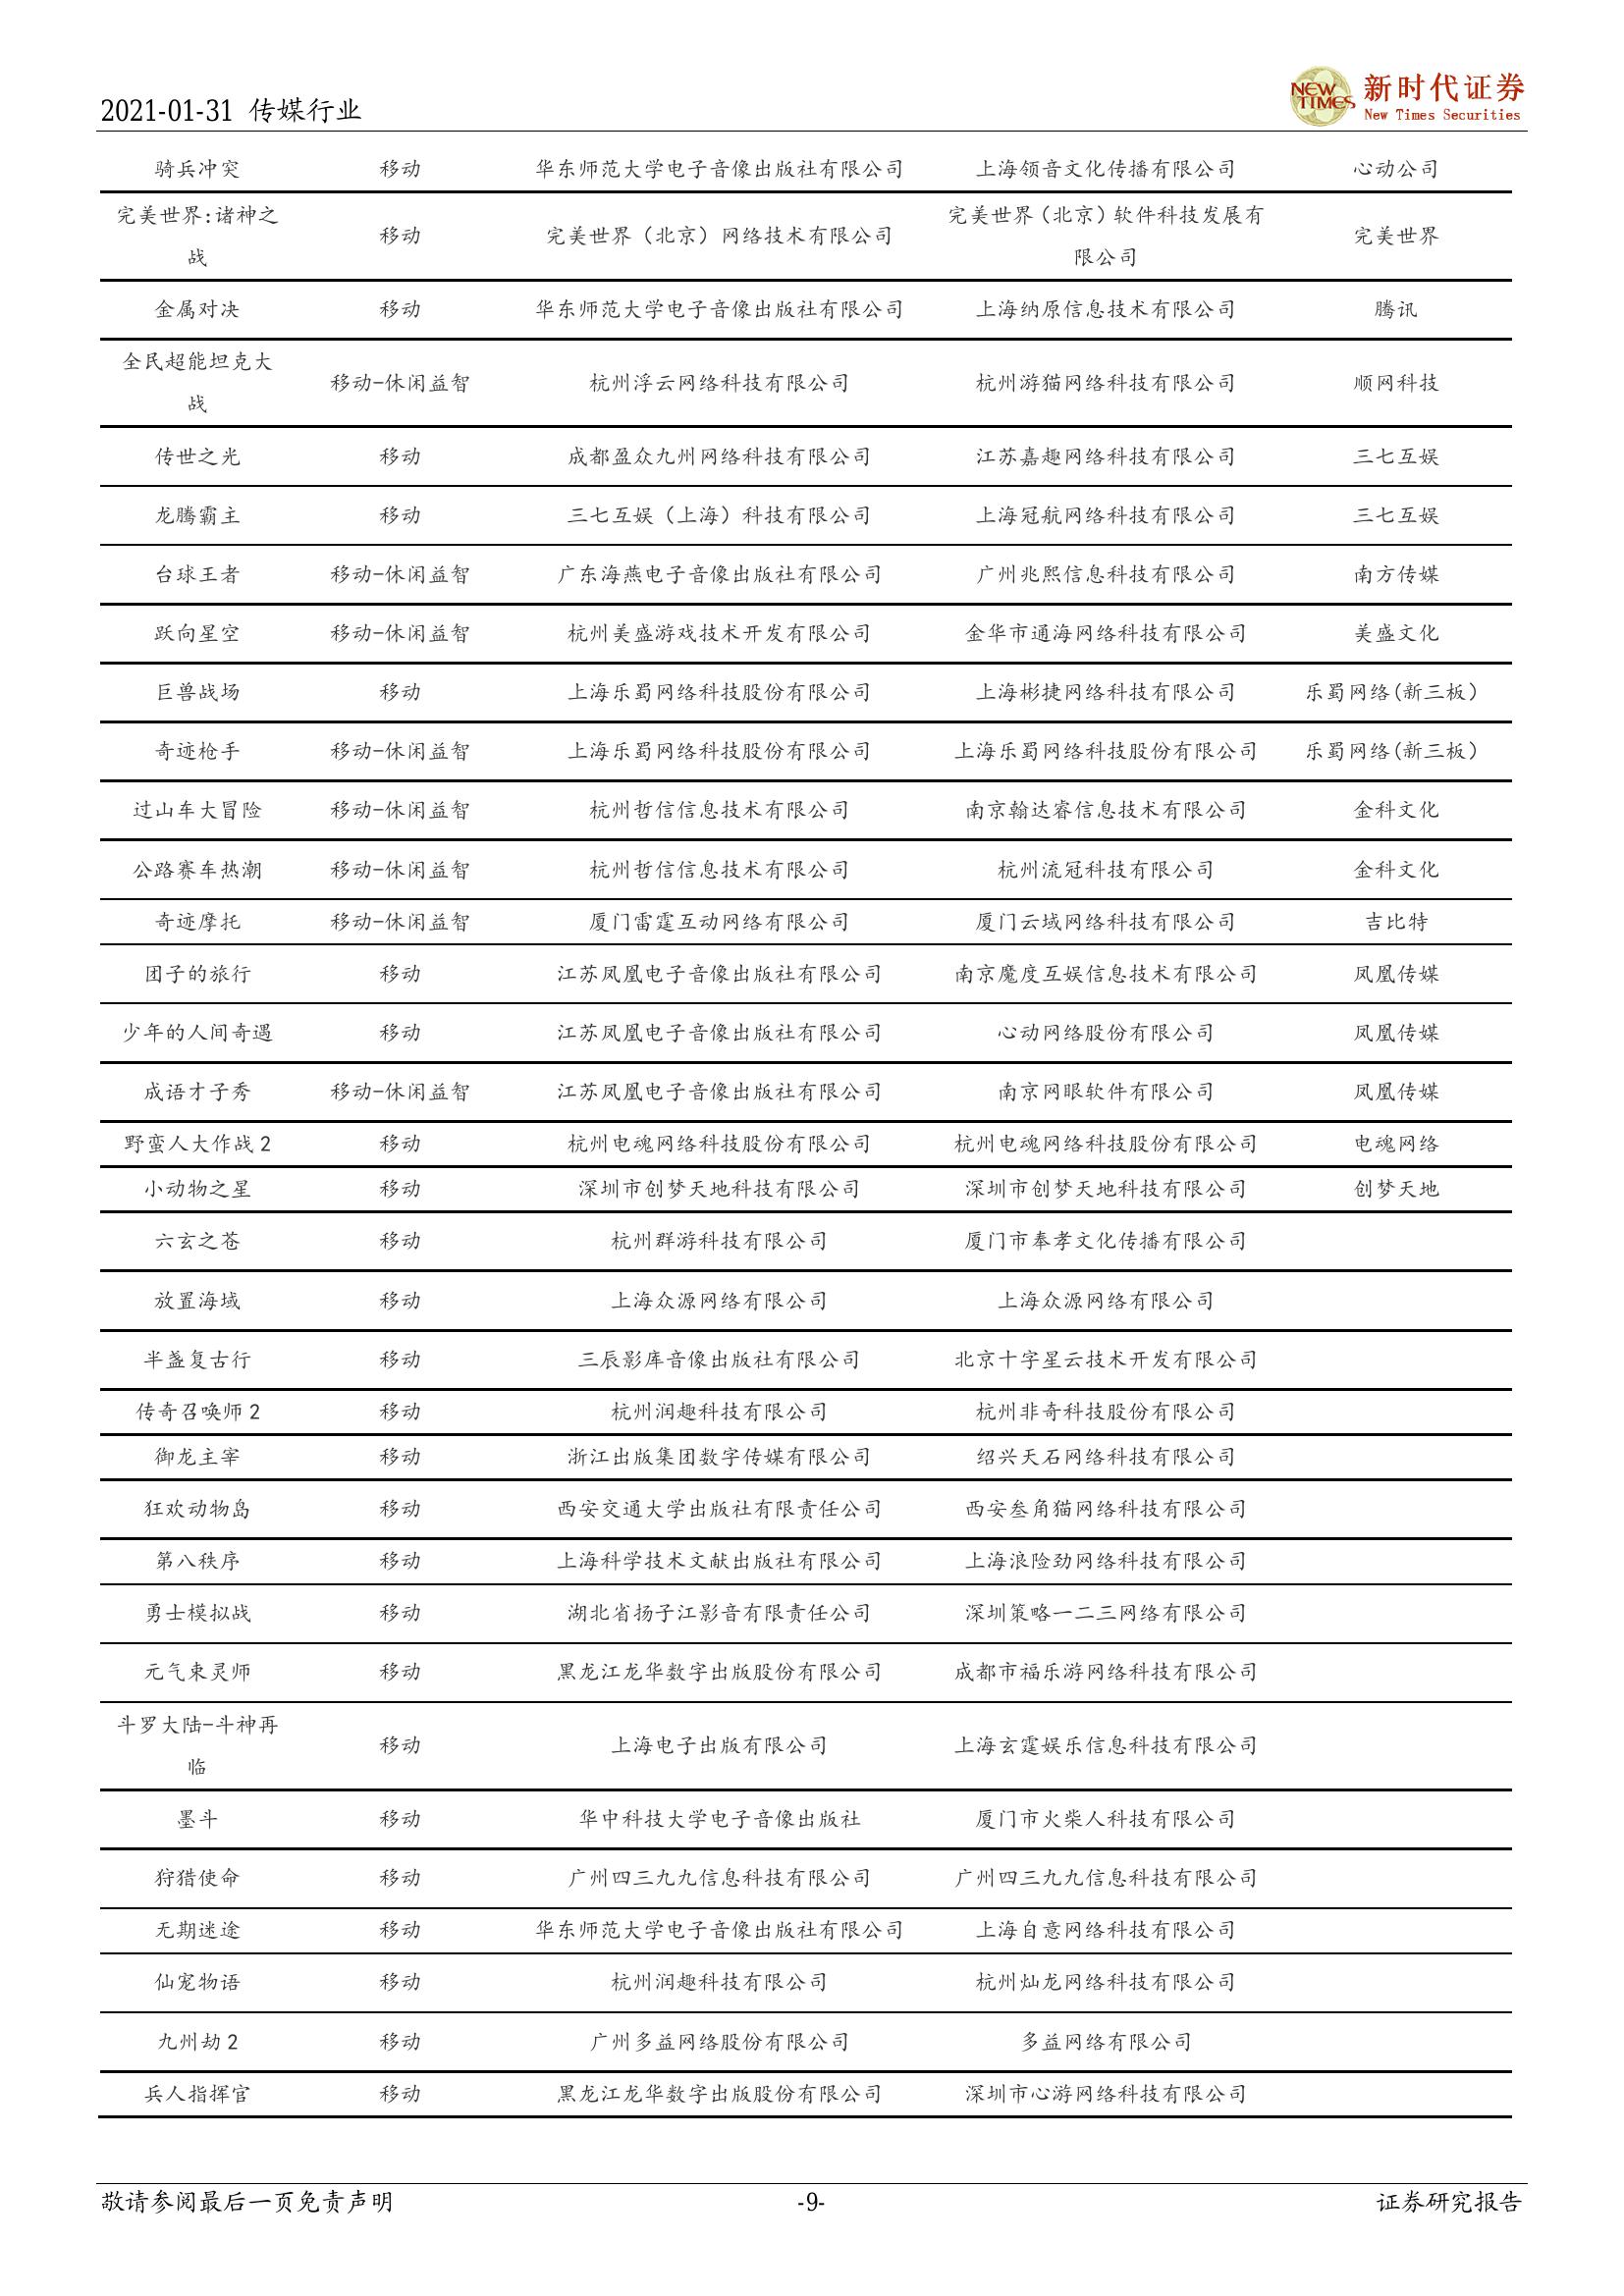 2021-01-31 传媒行业
NEW TIMES 新时代证券
New Times Securities
骑兵冲突 移动 华东师范大学电子音像出版社有限公司 上海领音文化传播有限公司 心动公司
完美世界:诸神之战 移动 完美世界（北京）网络技术有限公司 完美世界（北京）软件科技发展有限公司 完美世界
金属对决 移动 华东师范大学电子音像出版社有限公司 上海纳原信息技术有限公司 腾讯
全民超能坦克大战 移动-休闲益智 杭州浮云网络科技有限公司 杭州游猫网络科技有限公司 顺网科技
传世之光 移动 成都盈众九州网络科技有限公司 江苏嘉趣网络科技有限公司 三七互娱
龙腾霸主 移动 三七互娱（上海）科技有限公司 上海冠航网络科技有限公司 三七互娱
台球王者 移动-休闲益智 广东海燕电子音像出版社有限公司 广州兆熙信息科技有限公司 南方传媒
跃向星空 移动-休闲益智 杭州美盛游戏技术开发有限公司 金华市通海网络科技有限公司 美盛文化
巨兽战场 移动 上海乐蜀网络科技股份有限公司 上海彬捷网络科技有限公司 乐蜀网络(新三板)
奇迹枪手 移动-休闲益智 上海乐蜀网络科技股份有限公司 上海乐蜀网络科技股份有限公司 乐蜀网络(新三板)
过山车大冒险 移动-休闲益智 杭州哲信信息技术有限公司 南京翰达睿信息技术有限公司 金科文化
公路赛车热潮 移动-休闲益智 杭州哲信信息技术有限公司 杭州流冠科技有限公司 金科文化
奇迹摩托 移动-休闲益智 厦门雷霆互动网络有限公司 厦门云域网络科技有限公司 吉比特
团子的旅行 移动 江苏凤凰电子音像出版社有限公司 南京魔度互娱信息技术有限公司 凤凰传媒
少年的人间奇遇 移动 江苏凤凰电子音像出版社有限公司 心动网络股份有限公司 凤凰传媒
成语才子秀 移动-休闲益智 江苏凤凰电子音像出版社有限公司 南京网眼软件有限公司 凤凰传媒
野蛮人大作战 2 移动 杭州电魂网络科技股份有限公司 杭州电魂网络科技股份有限公司 电魂网络
小动物之星 移动 深圳市创梦天地科技有限公司 深圳市创梦天地科技有限公司 创梦天地
六玄之苍 移动 杭州群游科技有限公司 厦门市奉孝文化传播有限公司
放置海域 移动 上海众源网络有限公司 上海众源网络有限公司
半盏复古行 移动 三辰影库音像出版社有限公司 北京十字星云技术开发有限公司
传奇召唤师 2 移动 杭州润趣科技有限公司 杭州非奇科技股份有限公司
御龙主宰 移动 浙江出版集团数字传媒有限公司 绍兴天石网络科技有限公司
狂欢动物岛 移动 西安交通大学出版社有限责任公司 西安叁角猫网络科技有限公司
第八秩序 移动 上海科学技术文献出版社有限公司 上海浪险劲网络科技有限公司
勇士模拟战 移动 湖北省扬子江影音有限责任公司 深圳策略一二三网络有限公司
元气束灵师 移动 黑龙江龙华数字出版股份有限公司 成都市福乐游网络科技有限公司
斗罗大陆-斗神再临 移动 上海电子出版有限公司 上海玄霆娱乐信息科技有限公司
墨斗 移动 华中科技大学电子音像出版社 厦门市火柴人科技有限公司
狩猎使命 移动 广州四三九九信息科技有限公司 广州四三九九信息科技有限公司
无期迷途 移动 华东师范大学电子音像出版社有限公司 上海自意网络科技有限公司
仙宠物语 移动 杭州润趣科技有限公司 杭州灿龙网络科技有限公司
九州劫 2 移动 广州多益网络股份有限公司 多益网络有限公司
兵人指挥官 移动 黑龙江龙华数字出版股份有限公司 深圳市心游网络科技有限公司
敬请参阅最后一页免责声明 -9- 证券研究报告